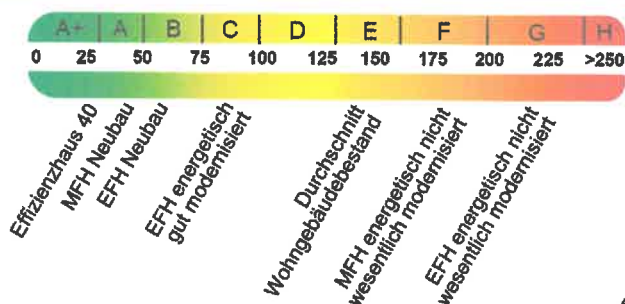 A+ A B C D E F G H
0 25 50 75 100 125 150 175 200 225 >250
Effizienzhaus 40
MFH Neubau
EFH Neubau
EFH energetisch
gut modernisiert
Durchschnitt
Wohngebäudebestand
MFH energetisch nicht
wesentlich modernisiert
EFH energetisch nicht
wesentlich modernisiert